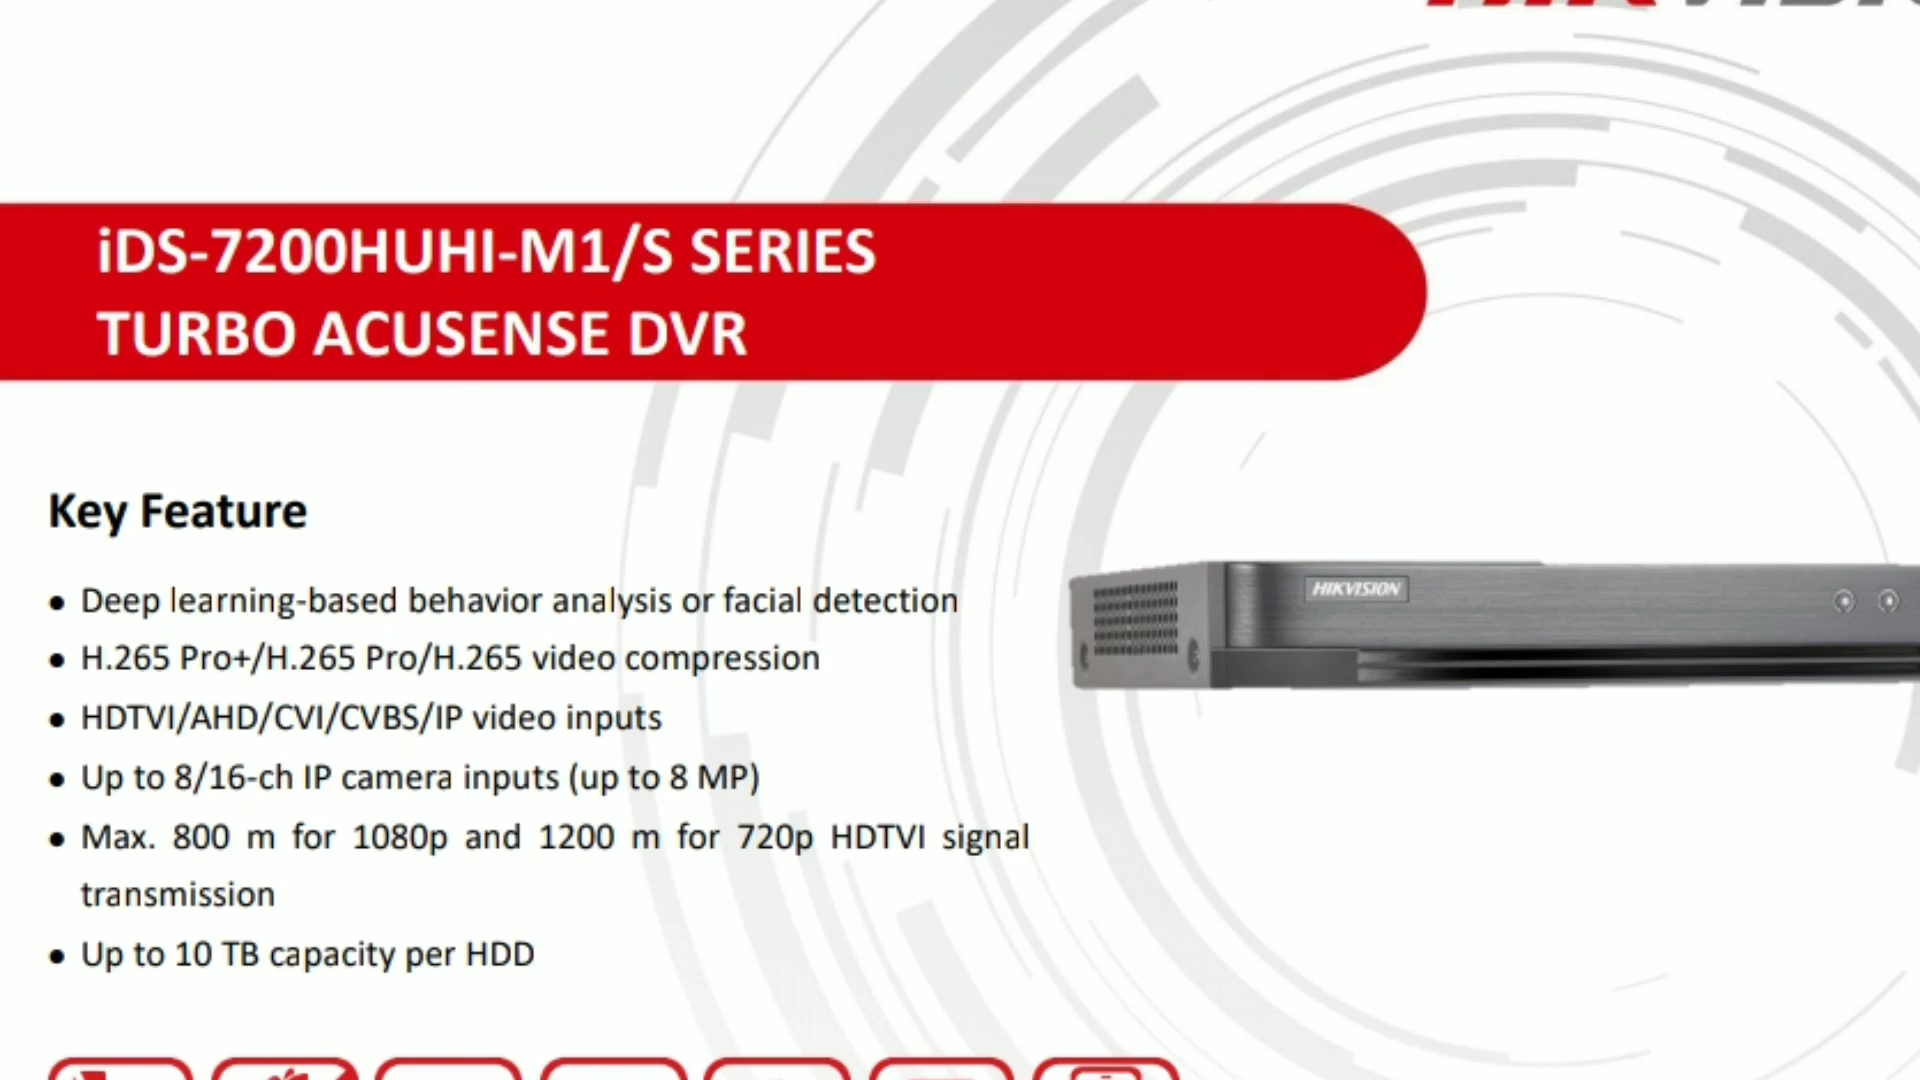 iDS-7200HUHI-M1/S SERIES
TURBO ACUSENSE DVR
Key Feature
● Deep learning-based behavior analysis or facial detection
● H.265 Pro+/H.265 Pro/H.265 video compression
● HDTVI/AHD/CVI/CVBS/IP video inputs
● Up to 8/16-ch IP camera inputs (up to 8 MP)
● Max. 800 m for 1080p and 1200 m for 720p HDTVI signal
transmission
● Up to 10 TB capacity per HDD
HIKVISION